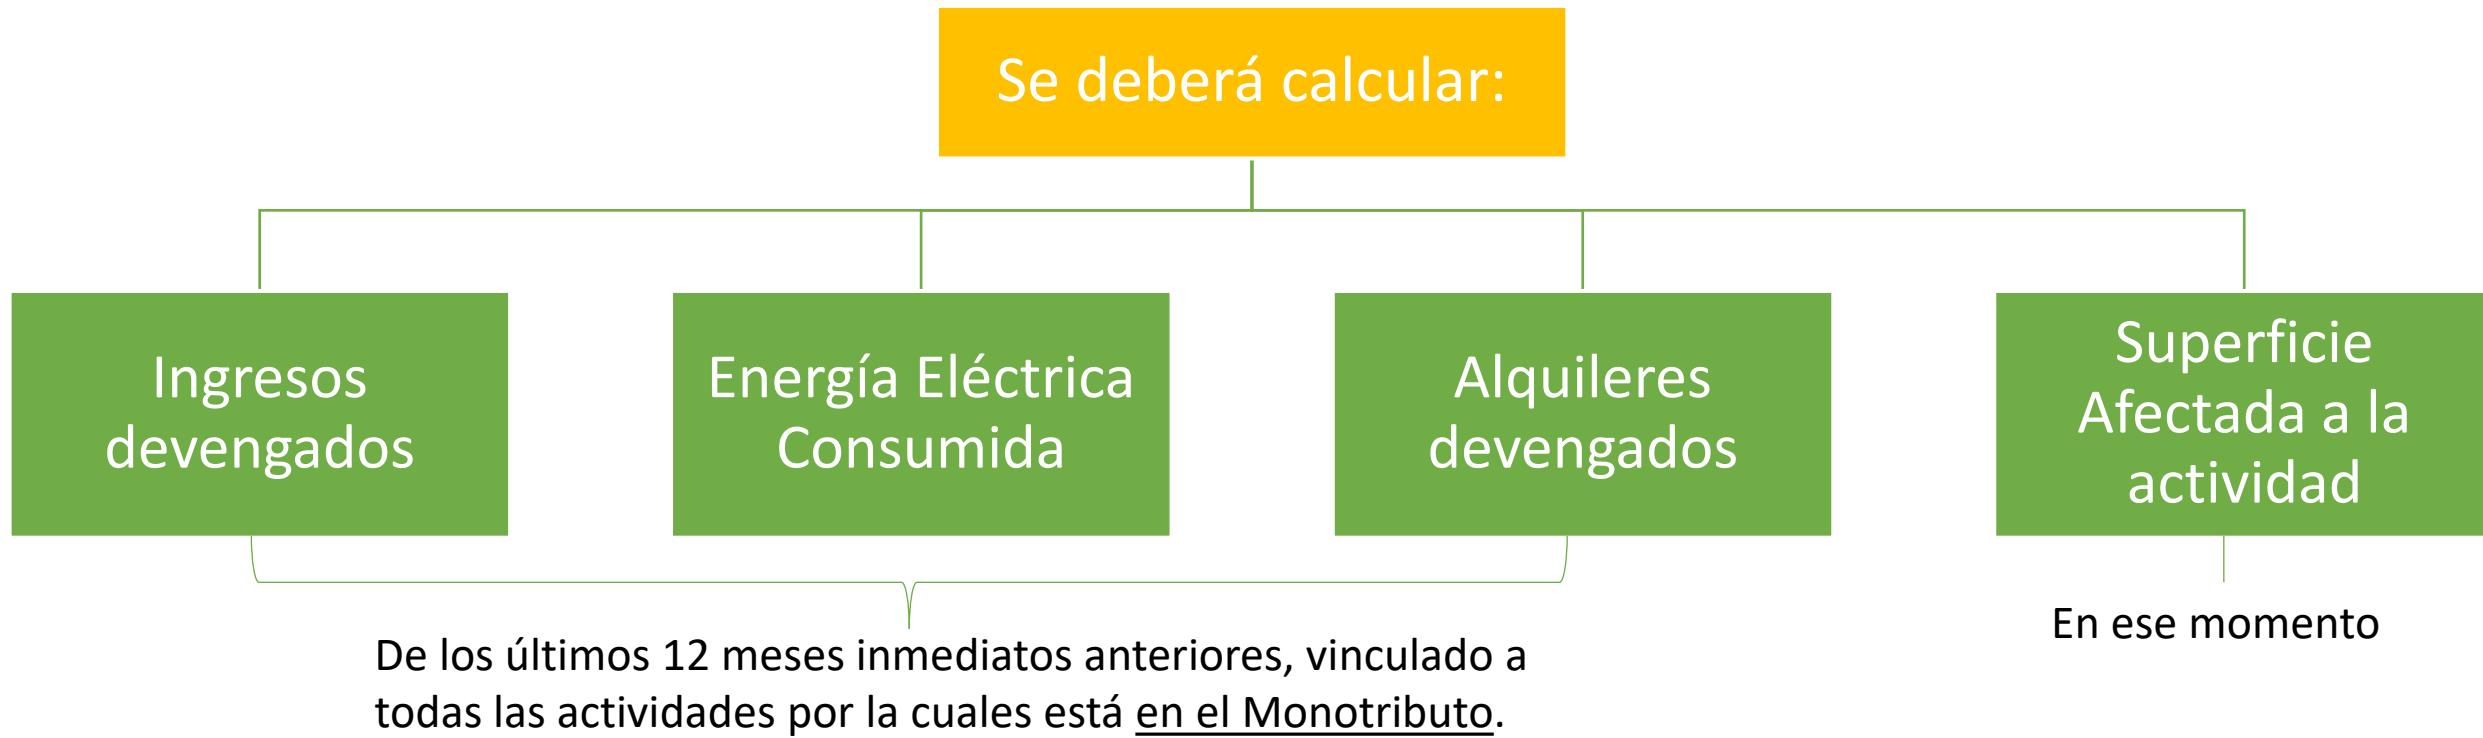 Se deberá calcular:
Ingresos
devengados
Energía Eléctrica
Consumida
Alquileres
devengados
Superficie
Afectada a la
actividad
De los últimos 12 meses inmediatos anteriores, vinculado a
todas las actividades por la cuales está en el Monotributo.
En ese momento